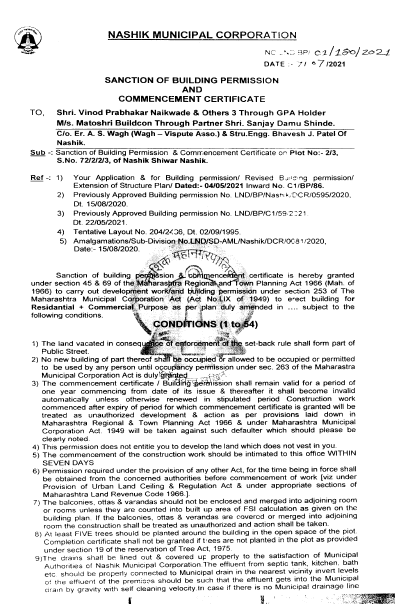 NASHIK MUNICIPAL CORPORATION
NO LND/BP/ C1/180/2021
DATE :- 7/07/2021
SANCTION OF BUILDING PERMISSION
AND
COMMENCEMENT CERTIFICATE
TO, Shri. Vinod Prabhakar Naikwade & Others 3 Through GPA Holder
M/s. Matoshri Buildcon Through Partner Shri. Sanjay Damu Shinde.
C/o. Er. A. S. Wagh (Wagh – Vispute Asso.) & Stru.Engg. Bhavesh J. Patel Of
Nashik.
Sub -: Sanction of Building Permission & Commencement Certificate on Plot No:- 2/3,
S.No. 72/2/2/3, of Nashik Shiwar Nashik.
Ref -: 1) Your Application & for Building permission/ Revised Building permission/
Extension of Structure Plan/ Dated:- 04/05/2021 Inward No. C1/BP/86.
2) Previously Approved Building permission No. LND/BP/Nashik/DCR/0595/2020,
Dt. 15/08/2020.
3) Previously Approved Building permission No. LND/BP/C1/59/2021
Dt. 22/05/2021.
4) Tentative Layout No. 204/2436, Dt. 02/09/1995.
5) Amalgamations/Sub-Division No.LND/SD-AML/Nashik/DCR/0081/2020,
Date:- 15/08/2020.
Sanction of building permission & commencement certificate is hereby granted
under section 45 & 69 of the Maharashtra Regional and Town Planning Act 1966 (Mah. of
1966) to carry out development work/and building permission under section 253 of The
Maharashtra Municipal Corporation Act (Act No.LIX of 1949) to erect building for
Residantial + Commercial Purpose as per plan duly amended in .... subject to the
following conditions.
CONDITIONS (1 to 54)
1) The land vacated in consequence of enforcement of the set-back rule shall form part of
Public Street.
2) No new building of part thereof shall be occupied or allowed to be occupied or permitted
to be used by any person until occupancy permission under sec. 263 of the Maharastra
Municipal Corporation Act is duly granted
3) The commencement certificate / Building permission shall remain valid for a period of
one year commencing from date of its issue & thereafter it shall become invalid
automatically unless otherwise renewed in stipulated period Construction work
commenced after expiry of period for which commencement certificate is granted will be
treated as unauthorized development & action as per provisions laid down in
Maharashtra Regional & Town Planning Act 1966 & under Maharashtra Municipal
Corporation Act. 1949 will be taken against such defaulter which should please be
clearly noted.
4) This permission does not entitle you to develop the land which does not vest in you.
5) The commencement of the construction work should be intimated to this office WITHIN
SEVEN DAYS
6) Permission required under the provision of any other Act, for the time being in force shall
be obtained from the concerned authorities before commencement of work [viz under
Provision of Urban Land Ceiling & Regulation Act & under appropriate sections of
Maharashtra Land Revenue Code 1966.].
7) The balconies, ottas & varandas should not be enclosed and merged into adjoining room
or rooms unless they are counted into built up area of FSI calculation as given on the
building plan. If the balconies, ottas & varandas are covered or merged into adjoining
room the construction shall be treated as unauthorized and action shall be taken.
8) At least FIVE trees should be planted around the building in the open space of the plot.
Completion certificate shall not be granted if trees are not planted in the plot as provided
under section 19 of the reservation of Tree Act, 1975.
9)The drains shall be lined out & covered up properly to the satisfaction of Municipal
Authorities of Nashik Municipal Corporation The effluent from septic tank, kitchen, bath
etc. should be properly connected to Municipal drain in the nearest vicinity invert levels
of the effluent of the premises should be such that the effluent gets into the Municipal
drain by gravity with self cleaning velocity.In case if there is no Municipal drainage line